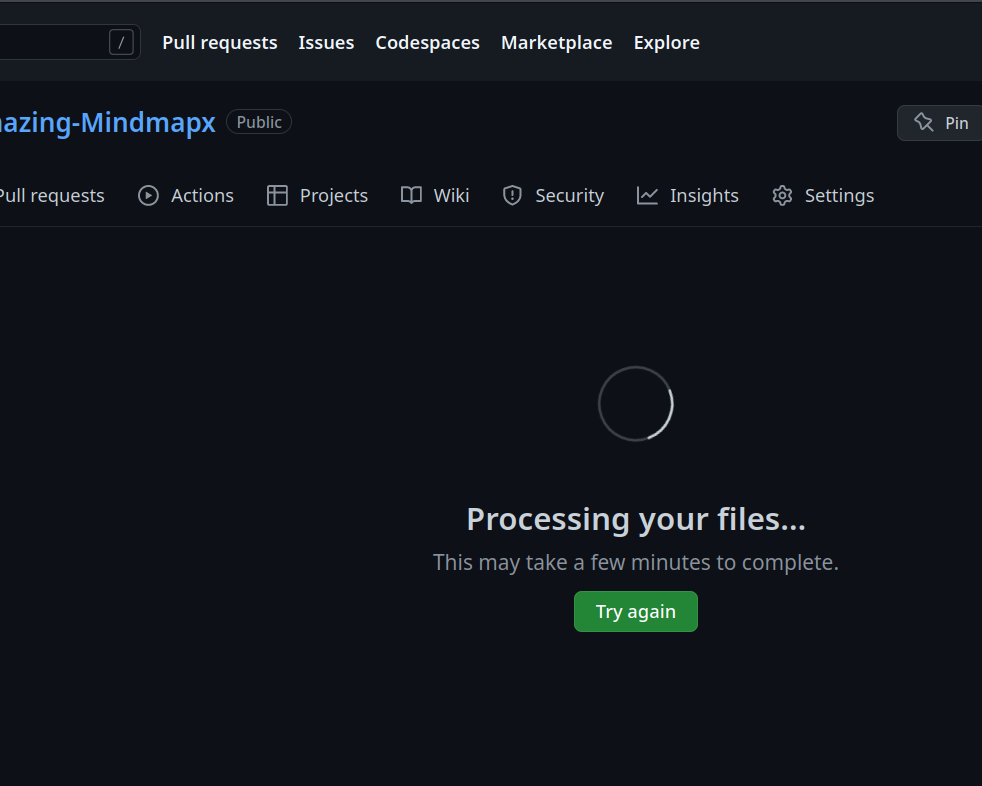 / Pull requests Issues Codespaces Marketplace Explore
azing-Mindmapx Public Pin
Pull requests Actions Projects Wiki Security Insights Settings
Processing your files...
This may take a few minutes to complete.
Try again